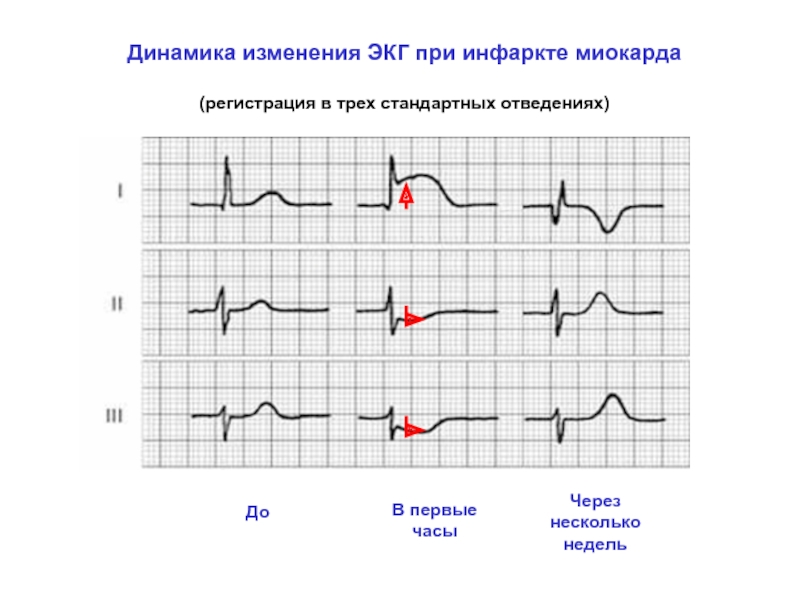 Динамика изменения ЭКГ при инфаркте миокарда
(регистрация в трех стандартных отведениях)
I
II
III
До
В первые
часы
Через
несколько
недель